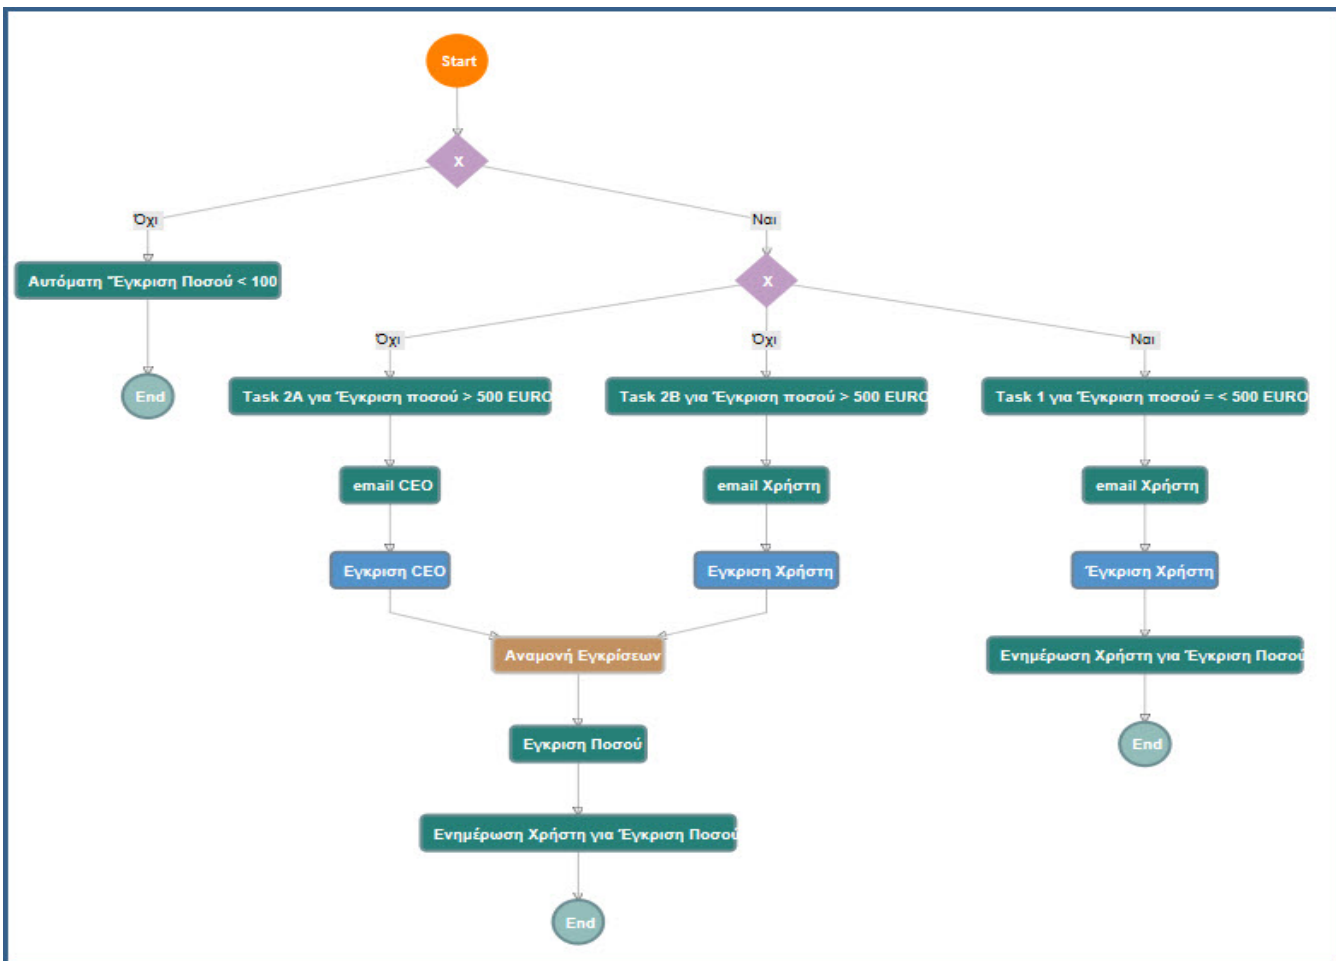 Start
X
Όχι
Ναι
Αυτόματη Έγκριση Ποσού < 100
X
Όχι
Όχι
Ναι
End
Task 2A για Έγκριση ποσού > 500 EURO
Task 2B για Έγκριση ποσού > 500 EURO
Task 1 για Έγκριση ποσού = < 500 EURO
email CEO
email Χρήστη
email Χρήστη
Εγκριση CEO
Εγκριση Χρήστη
Έγκριση Χρήστη
Αναμονή Εγκρίσεων
Ενημέρωση Χρήστη για Έγκριση Ποσού
Εγκριση Ποσού
End
Ενημέρωση Χρήστη για Έγκριση Ποσού
End